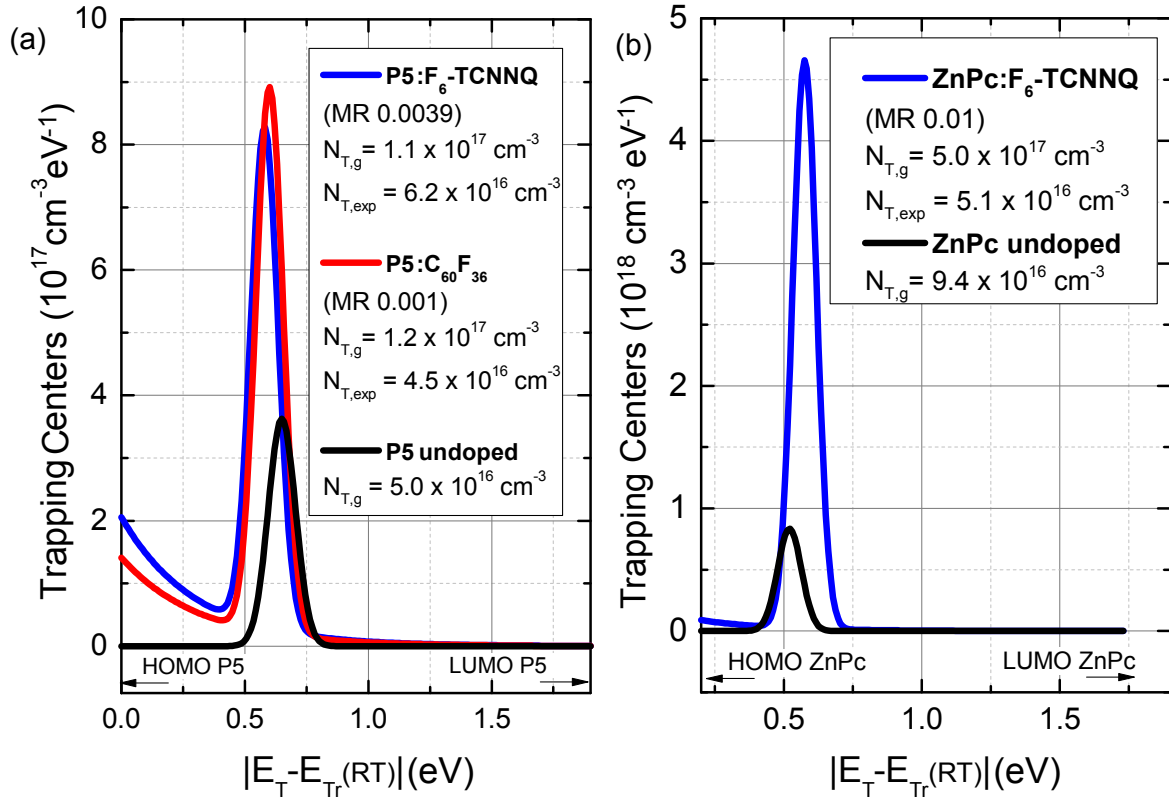 (a)
10
8
6
4
2
0
Trapping Centers (10^17 cm^-3 eV^-1)
P5:F_6-TCNNQ
(MR 0.0039)
N_T,g = 1.1 x 10^17 cm^-3
N_T,exp = 6.2 x 10^16 cm^-3
P5:C_60F_36
(MR 0.001)
N_T,g = 1.2 x 10^17 cm^-3
N_T,exp = 4.5 x 10^16 cm^-3
P5 undoped
N_T,g = 5.0 x 10^16 cm^-3
HOMO P5
LUMO P5
0.0 0.5 1.0 1.5
|E_T-E_Tr(RT)| (eV)
(b)
5
4
3
2
1
0
Trapping Centers (10^18 cm^-3 eV^-1)
ZnPc:F_6-TCNNQ
(MR 0.01)
N_T,g = 5.0 x 10^17 cm^-3
N_T,exp = 5.1 x 10^16 cm^-3
ZnPc undoped
N_T,g = 9.4 x 10^16 cm^-3
HOMO ZnPc
LUMO ZnPc
0.5 1.0 1.5
|E_T-E_Tr(RT)| (eV)